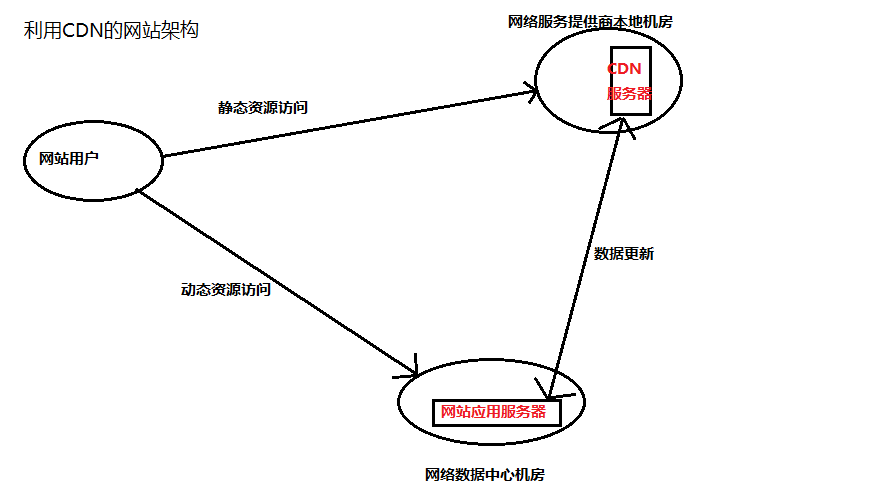 利用CDN的网站架构
网络服务提供商本地机房
CDN
服务器
静态资源访问
网站用户
数据更新
动态资源访问
网站应用服务器
网络数据中心机房